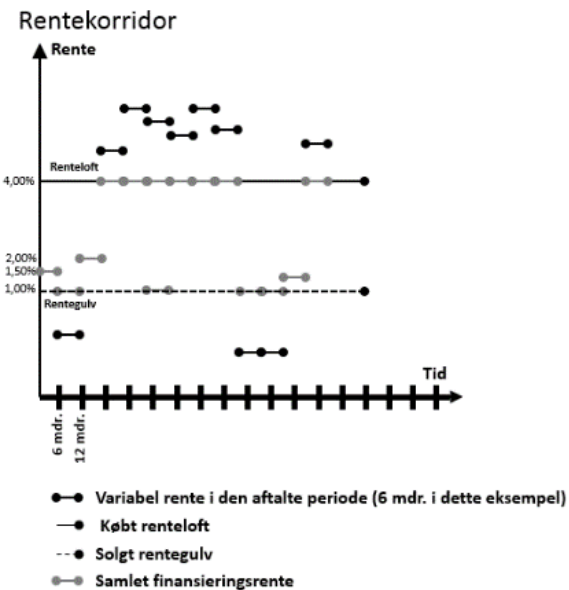 Rentekorridor
Rente
Renteloft
4,00%
2,00%
1,50%
1,00%
Rentegulv
Tid
6 mdr.
12 mdr.
Variabel rente i den aftalte periode (6 mdr. i dette eksempel)
Købt renteloft
Solgt rentegulv
Samlet finansieringsrente